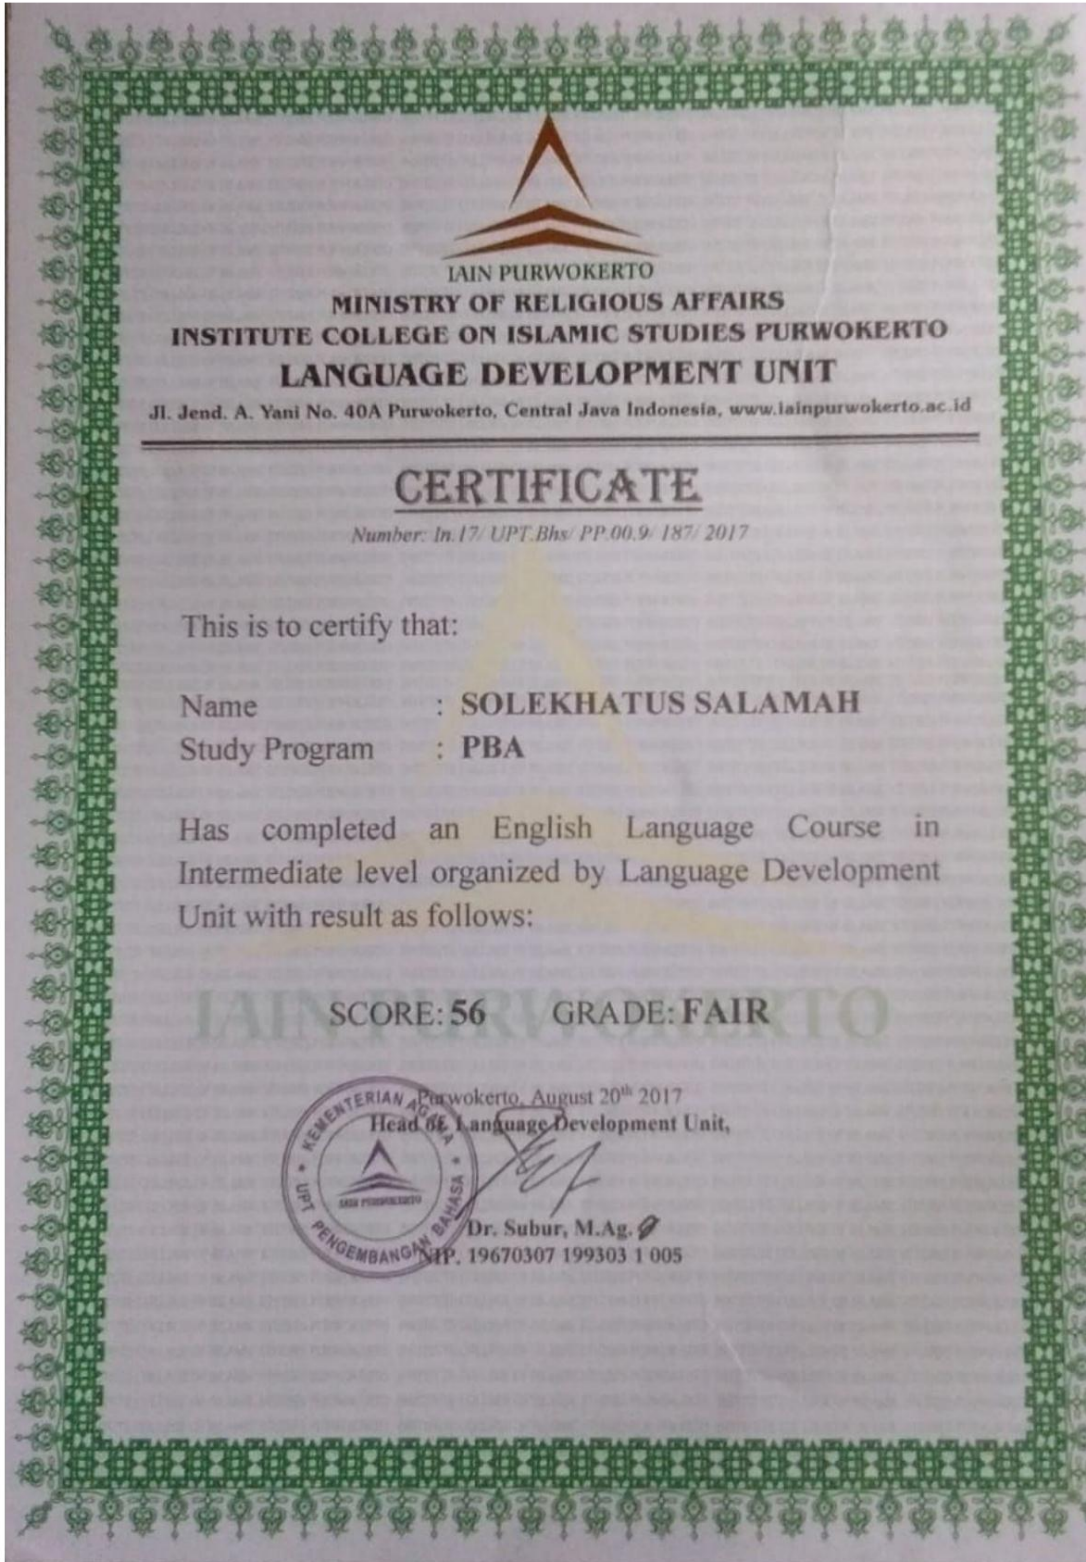 IAIN PURWOKERTO
MINISTRY OF RELIGIOUS AFFAIRS
INSTITUTE COLLEGE ON ISLAMIC STUDIES PURWOKERTO
LANGUAGE DEVELOPMENT UNIT
Jl. Jend. A. Yani No. 40A Purwokerto, Central Java Indonesia, www.iainpurwokerto.ac.id
CERTIFICATE
Number: In.17/ UPT.Bhs/ PP.00.9/ 187/ 2017
This is to certify that:
Name : SOLEKHATUS SALAMAH
Study Program : PBA
Has completed an English Language Course in
Intermediate level organized by Language Development
Unit with result as follows:
IAIN PURWOKERTO
SCORE: 56 GRADE: FAIR
Purwokerto, August 20th 2017
Head of Language Development Unit,
KEMENTERIAN AGAMA
IAIN PURWOKERTO
UPT PENGEMBANGAN BAHASA
Dr. Subur, M.Ag.
NIP. 19670307 199303 1 005